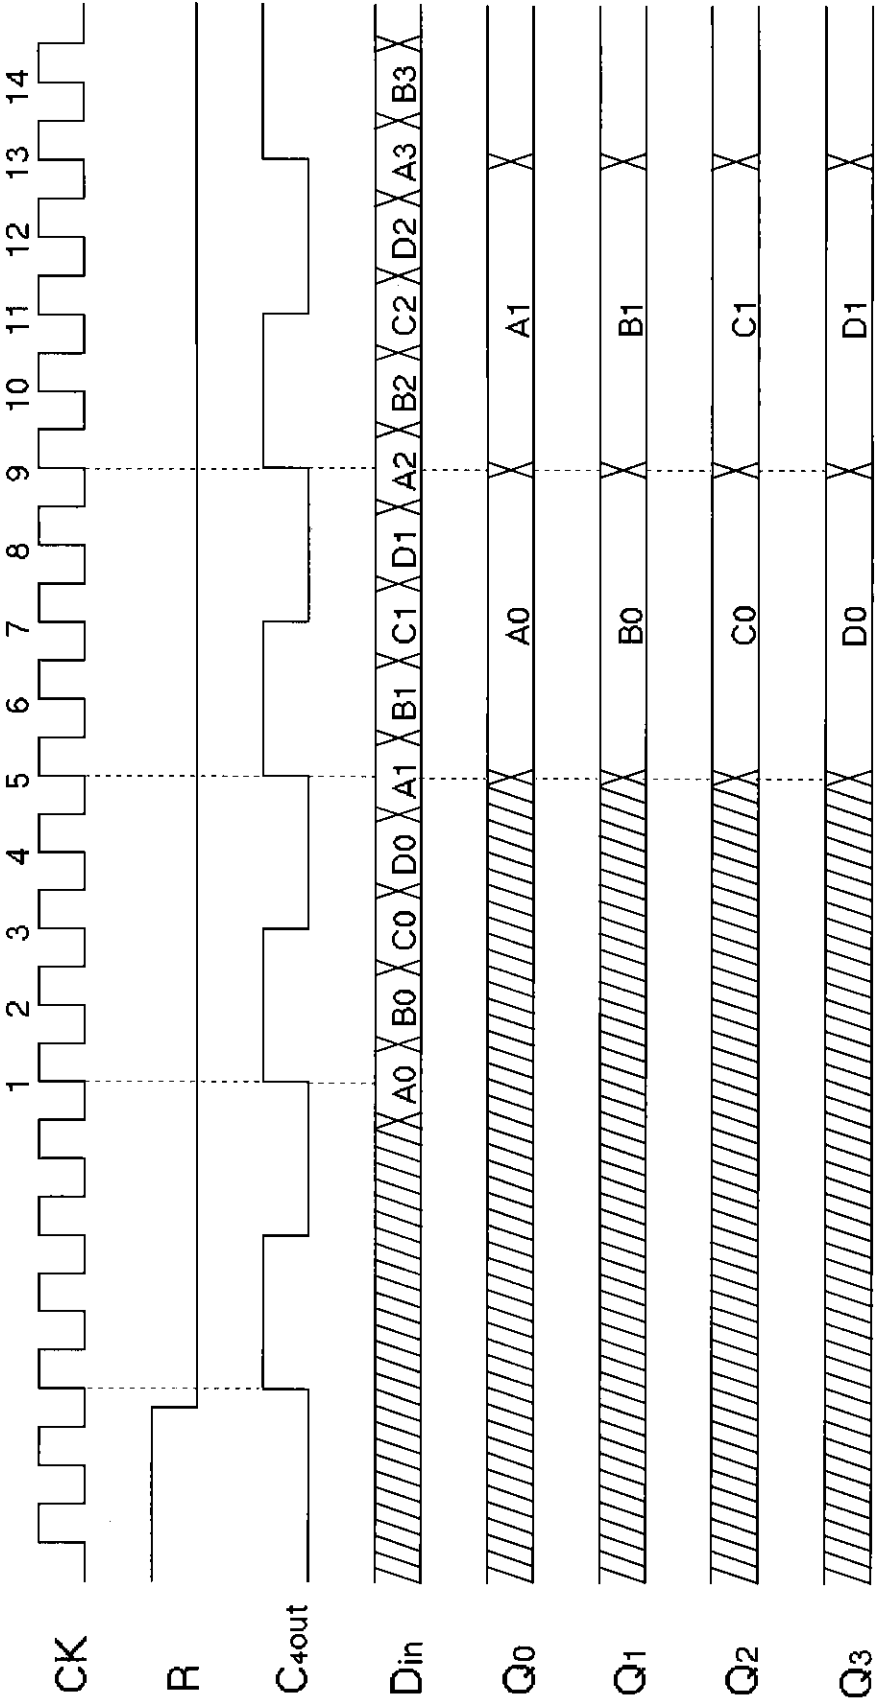 1 2 3 4 5 6 7 8 9 10 11 12 13 14
CK
R
C4out
Din A0 B0 C0 D0 A1 B1 C1 D1 A2 B2 C2 D2 A3 B3
Q0 A0 A1
Q1 B0 B1
Q2 C0 C1
Q3 D0 D1